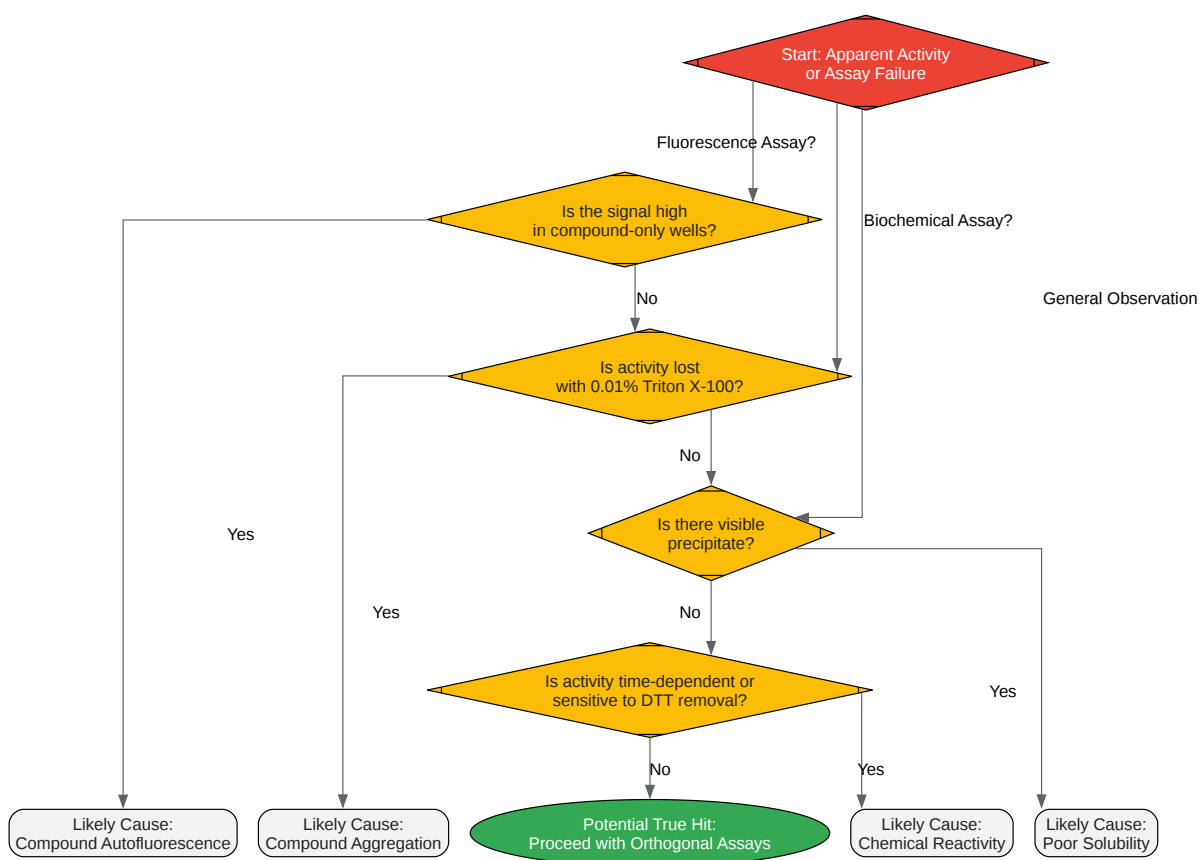 Start: Apparent Activity
or Assay Failure
Fluorescence Assay?
Is the signal high
in compound-only wells?
Biochemical Assay?
No
General Observation
Is activity lost
with 0.01% Triton X-100?
No
Is there visible
precipitate?
Yes
Yes
No
Is activity time-dependent or
sensitive to DTT removal?
Yes
No
Yes
Likely Cause:
Compound Autofluorescence
Likely Cause:
Compound Aggregation
Potential True Hit:
Proceed with Orthogonal Assays
Likely Cause:
Chemical Reactivity
Likely Cause:
Poor Solubility